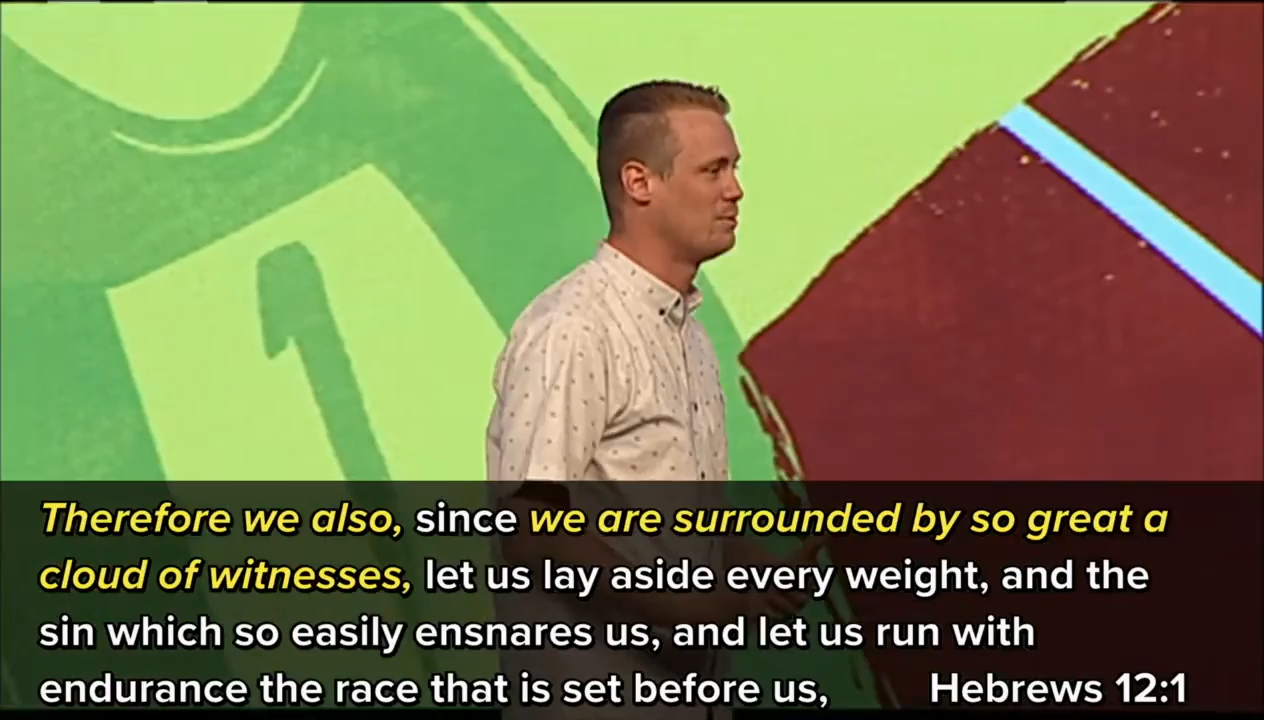 1
Therefore we also, since we are surrounded by so great a
cloud of witnesses, let us lay aside every weight, and the
sin which so easily ensnares us, and let us run with
endurance the race that is set before us,
Hebrews 12:1